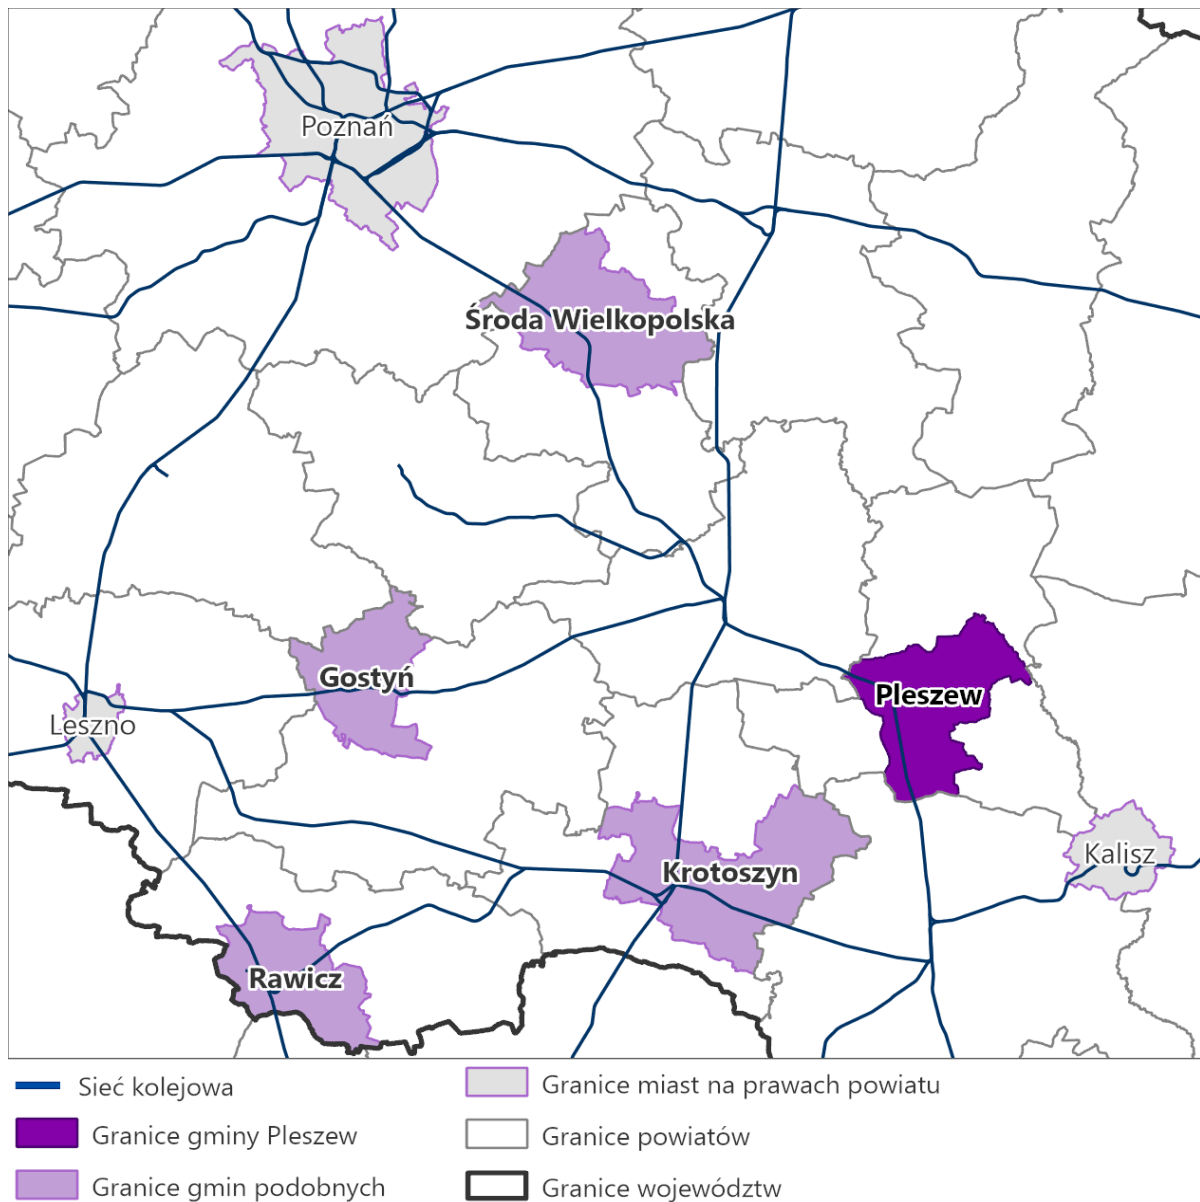 Poznań
Środa Wielkopolska
Gostyń
Pleszew
Leszno
Kalisz
Krotoszyn
Rawicz
Sieć kolejowa
Granice miast na prawach powiatu
Granice gminy Pleszew
Granice powiatów
Granice gmin podobnych
Granice województw